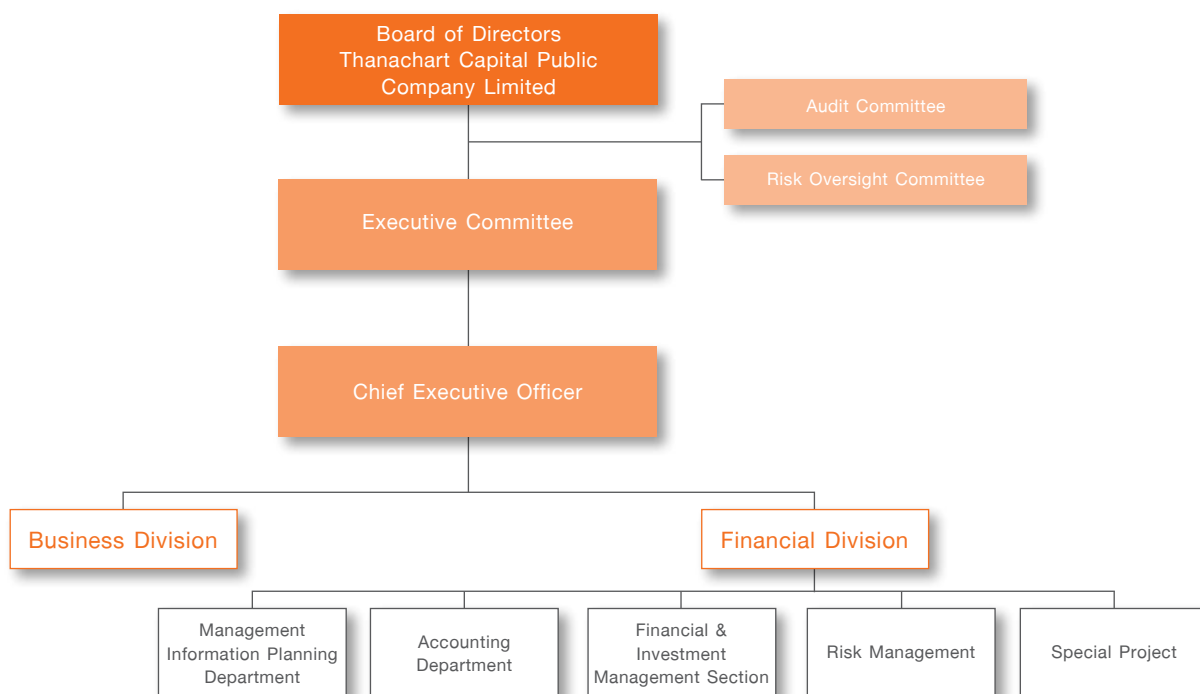 Board of Directors
Thanachart Capital Public
Company Limited
Audit Committee
Risk Oversight Committee
Executive Committee
Chief Executive Officer
Business Division
Financial Division
Management
Information Planning
Department
Accounting
Department
Financial &
Investment
Management Section
Risk Management
Special Project